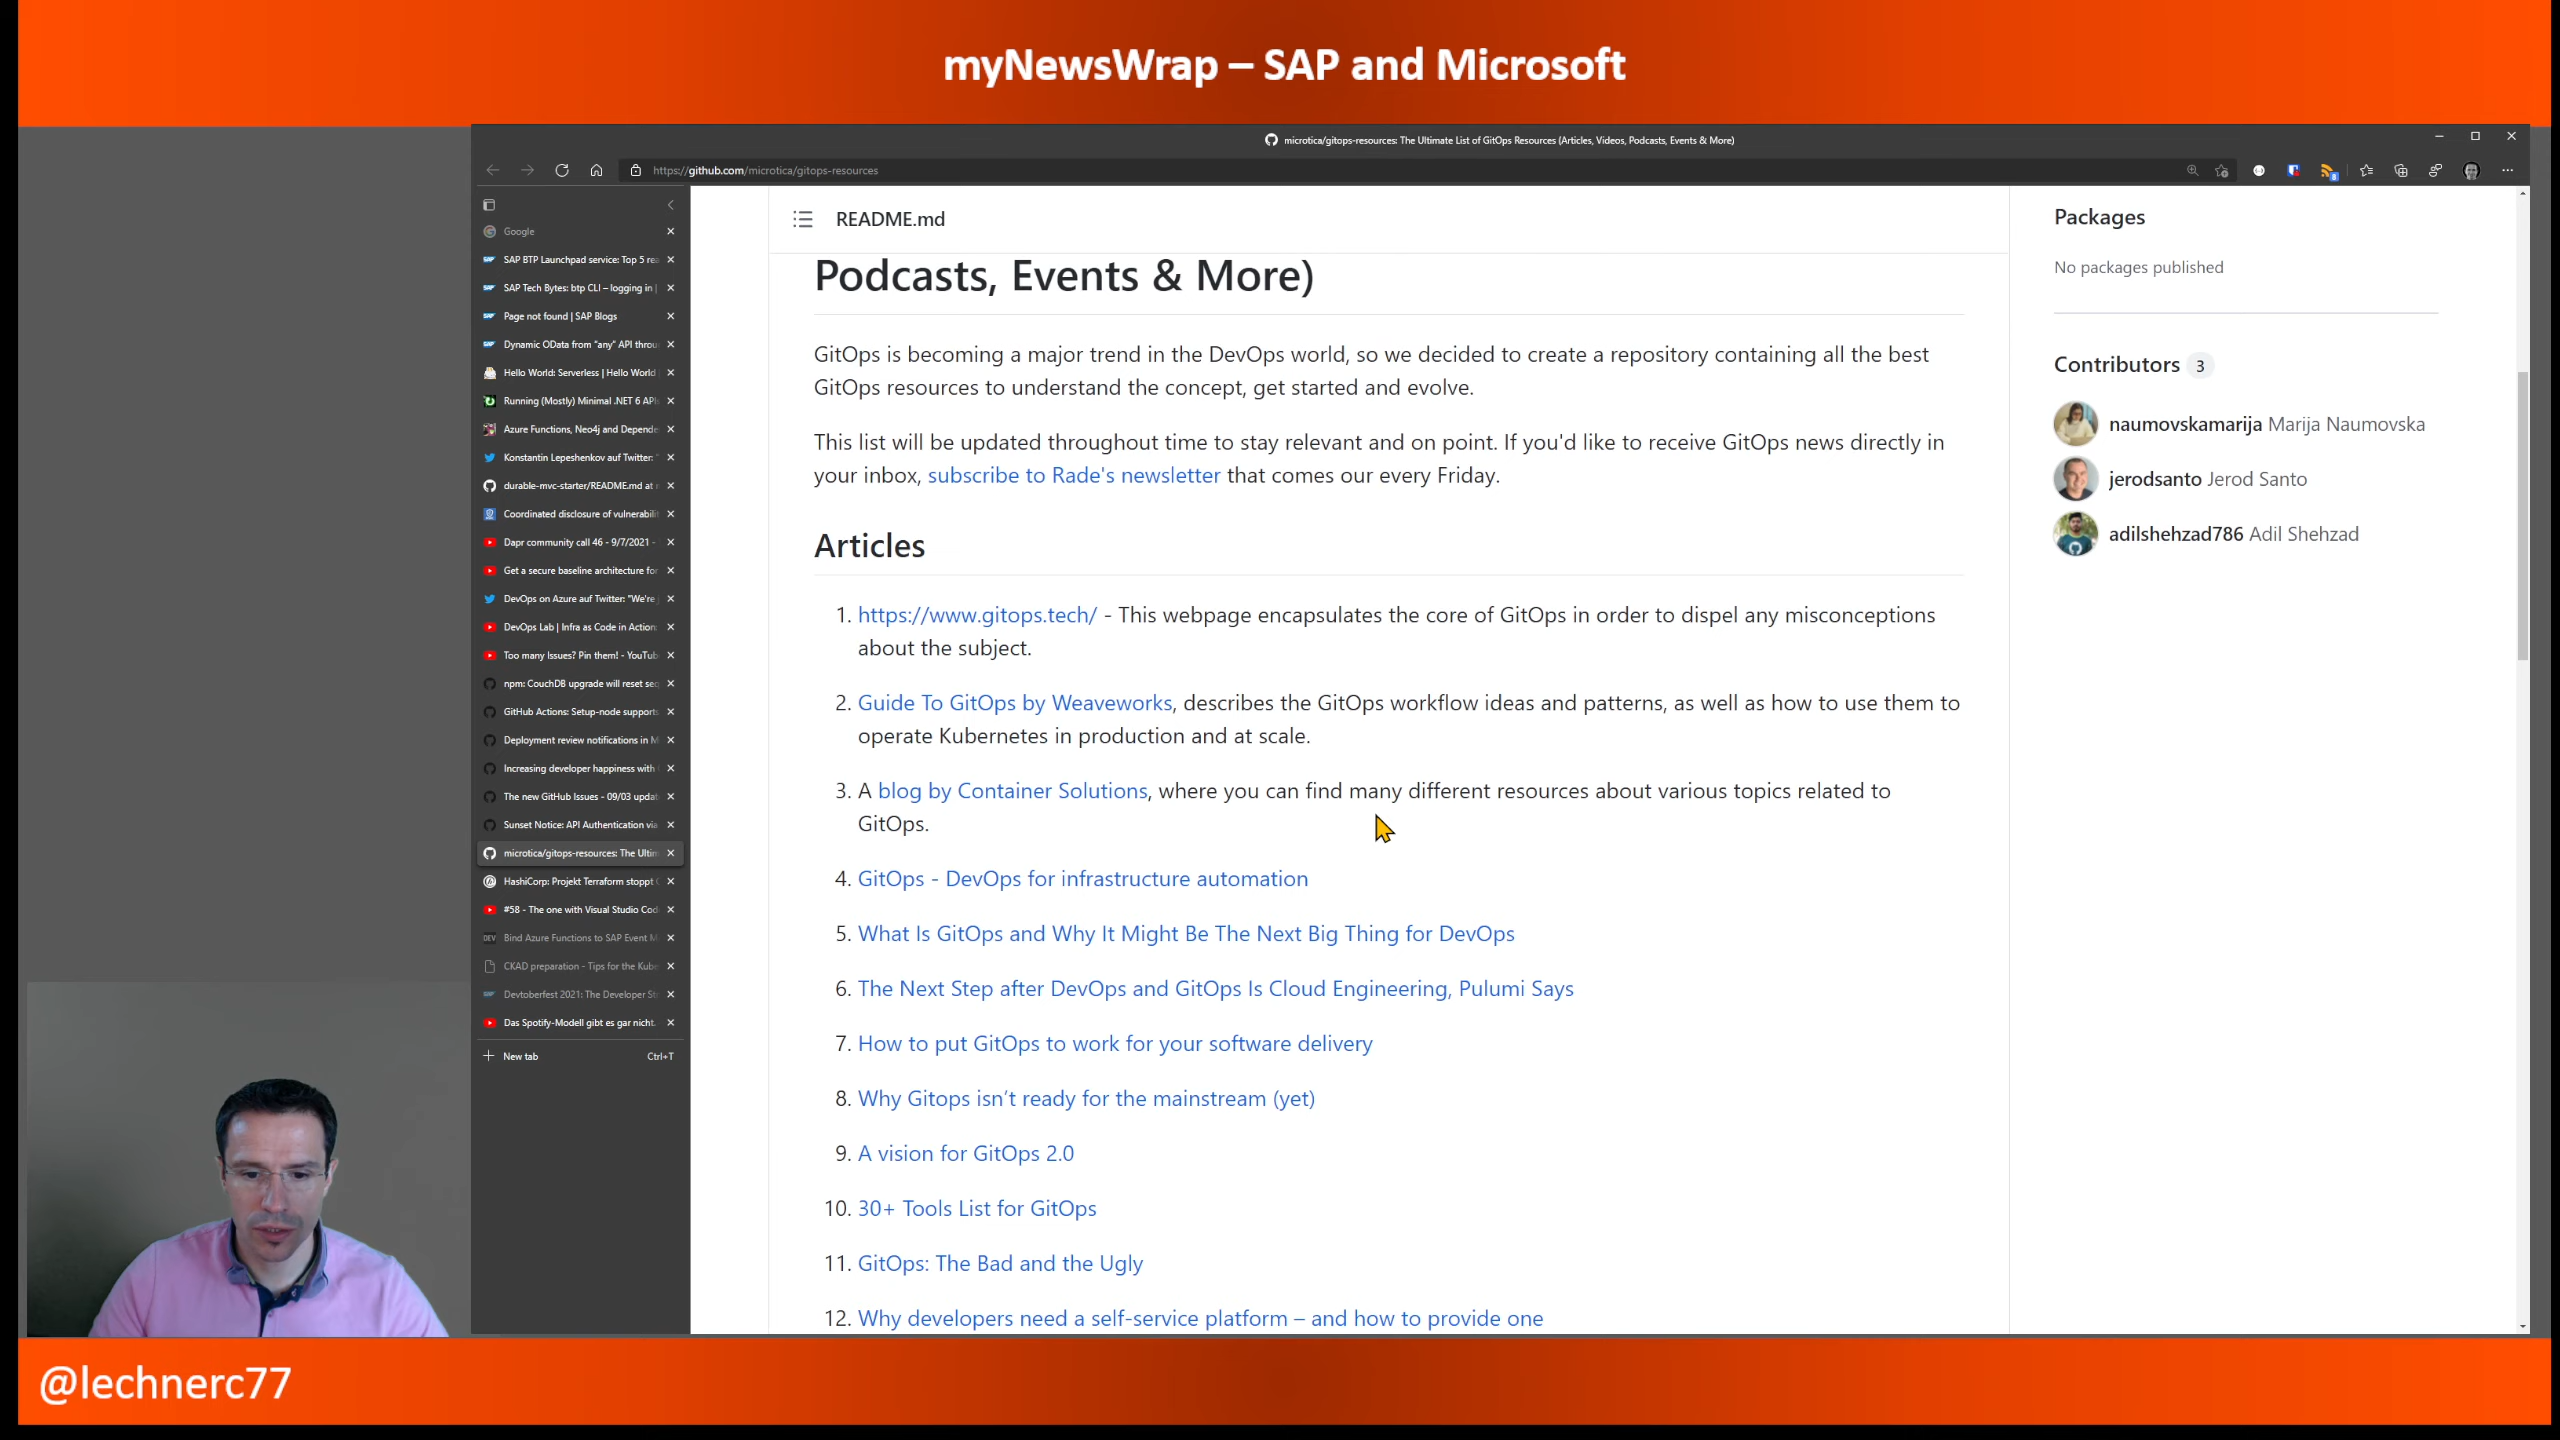 myNewsWrap – SAP and Microsoft
microtica/gitops-resources: The Ultimate List of GitOps Resources (Articles, Videos, Podcasts, Events & More)
https://github.com/microtica/gitops-resources
Google
SAP BTP Launchpad service: Top 5 rea
SAP Tech Bytes: btp CLI – logging in |
Page not found | SAP Blogs
Dynamic OData from “any” API throu
Hello World: Serverless | Hello World
Running (Mostly) Minimal .NET 6 API
Azure Functions, Neo4j and Depende
Konstantin Lepeshenkov auf Twitter: "
durable-mvc-starter/README.md at
Coordinated disclosure of vulnerabili
Dapr community call 46 - 9/7/2021 -
Get a secure baseline architecture for
DevOps on Azure auf Twitter: "We're
DevOps Lab | Infra as Code in Action:
Too many Issues? Pin them! - YouTub
npm: CouchDB upgrade will reset seq
GitHub Actions: Setup-node supports
Deployment review notifications in M
Increasing developer happiness with
The new GitHub Issues - 09/03 updat
Sunset Notice: API Authentication via
microtica/gitops-resources: The Ultim
HashiCorp: Projekt Terraform stoppt
#58 - The one with Visual Studio Cod
DEV Bind Azure Functions to SAP Event M
CKAD preparation - Tips for the Kube
Devtoberfest 2021: The Developer St
Das Spotify-Modell gibt es gar nicht.
New tab Ctrl+T
README.md
Podcasts, Events & More)
GitOps is becoming a major trend in the DevOps world, so we decided to create a repository containing all the best
GitOps resources to understand the concept, get started and evolve.
This list will be updated throughout time to stay relevant and on point. If you'd like to receive GitOps news directly in
your inbox, subscribe to Rade's newsletter that comes our every Friday.
Articles
1. https://www.gitops.tech/ - This webpage encapsulates the core of GitOps in order to dispel any misconceptions
about the subject.
2. Guide To GitOps by Weaveworks, describes the GitOps workflow ideas and patterns, as well as how to use them to
operate Kubernetes in production and at scale.
3. A blog by Container Solutions, where you can find many different resources about various topics related to
GitOps.
4. GitOps - DevOps for infrastructure automation
5. What Is GitOps and Why It Might Be The Next Big Thing for DevOps
6. The Next Step after DevOps and GitOps Is Cloud Engineering, Pulumi Says
7. How to put GitOps to work for your software delivery
8. Why Gitops isn’t ready for the mainstream (yet)
9. A vision for GitOps 2.0
10. 30+ Tools List for GitOps
11. GitOps: The Bad and the Ugly
12. Why developers need a self-service platform – and how to provide one
Packages
No packages published
Contributors 3
naumovskamarija Marija Naumovska
jerodsanto Jerod Santo
adilshehzad786 Adil Shehzad
@lechnerc77